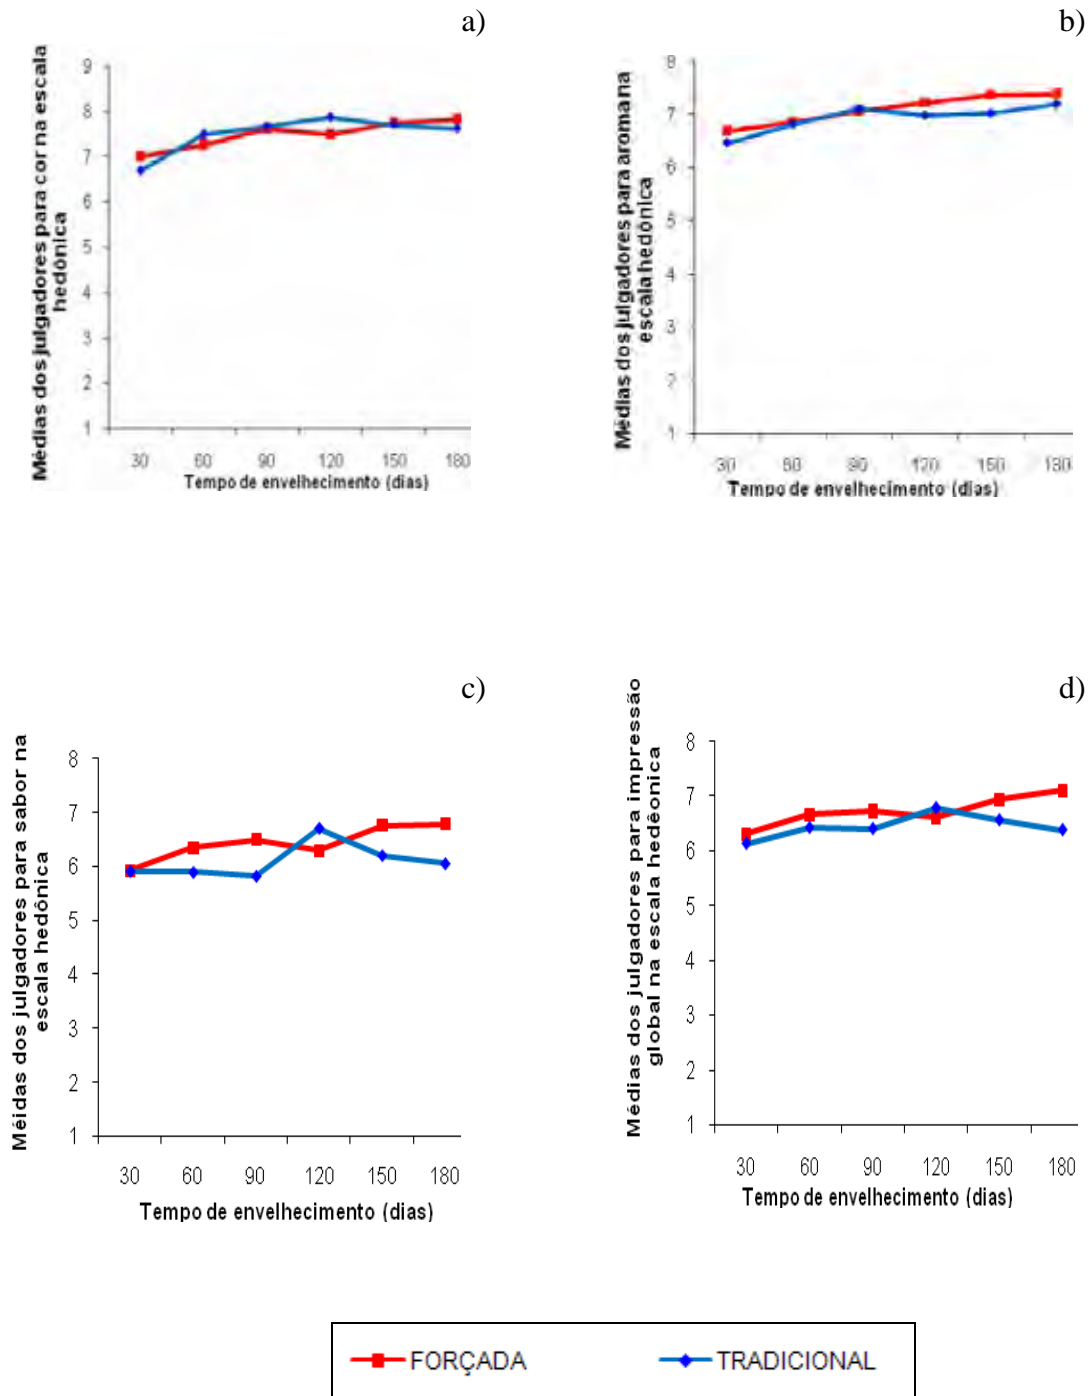 a)
Médias dos julgadores para cor na escala
hedônica
9
8
7
6
5
4
3
2
1
30 60 90 120 150 180
Tempo de envelhecimento (dias)
b)
Médias dos julgadores para aromana
escala hedônica
8
7
6
5
4
3
2
1
30 60 90 120 150 180
Tempo de envelhecimento (dias)
c)
Méidas dos julgadores para sabor na
escala hedônica
8
7
6
5
4
3
2
1
30 60 90 120 150 180
Tempo de envelhecimento (dias)
d)
Médias dos julgadores para impressão
global na escala hedêonica
8
7
6
5
4
3
2
1
30 60 90 120 150 180
Tempo de envelhecimento (dias)
FORÇADA TRADICIONAL